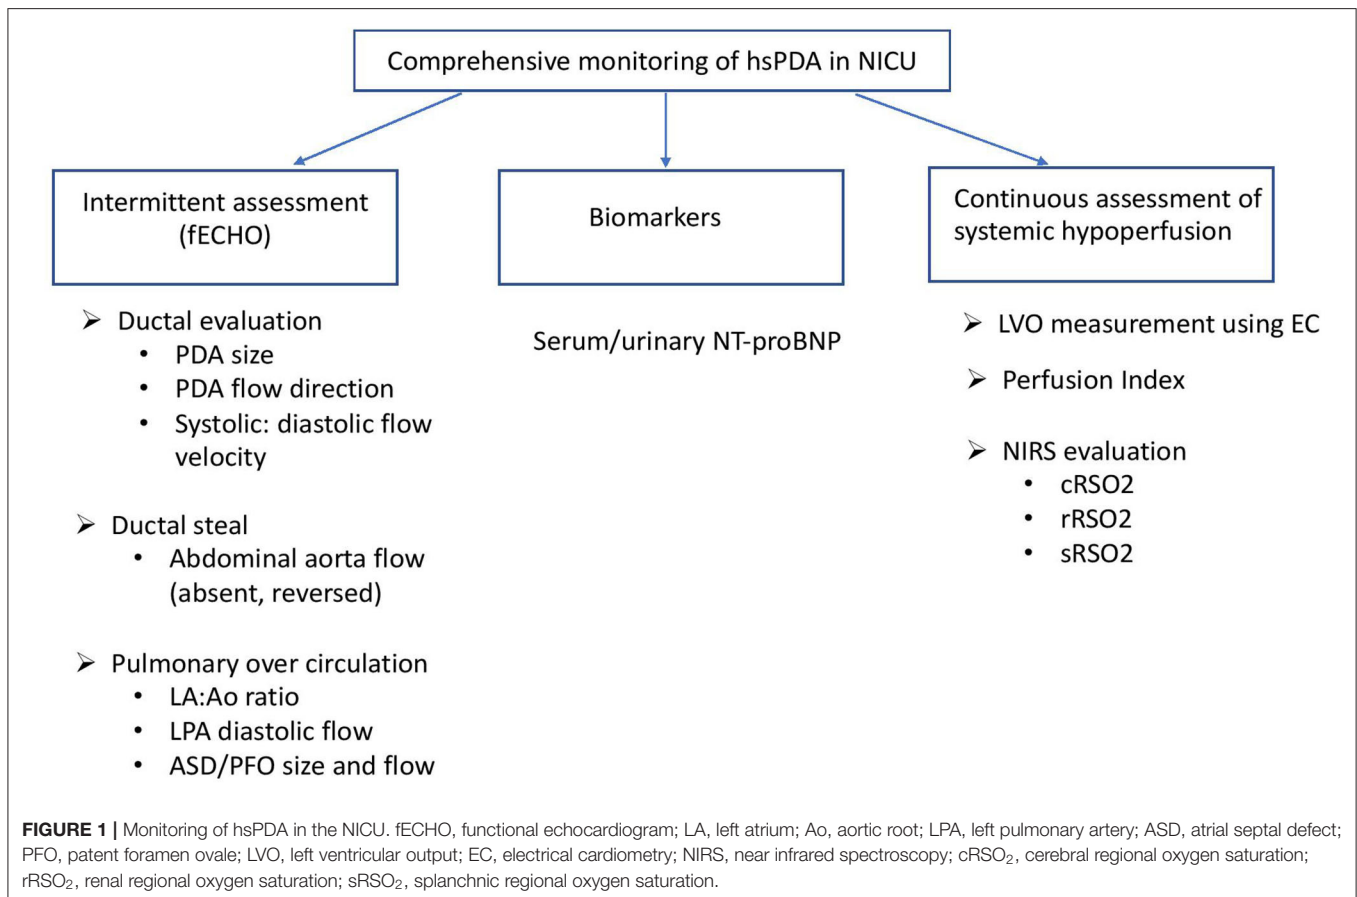 Comprehensive monitoring of hsPDA in NICU
Intermittent assessment
(fECHO)
➢ Ductal evaluation
• PDA size
• PDA flow direction
• Systolic: diastolic flow
velocity
➢ Ductal steal
• Abdominal aorta flow
(absent, reversed)
➢ Pulmonary over circulation
• LA:Ao ratio
• LPA diastolic flow
• ASD/PFO size and flow
Biomarkers
Serum/urinary NT-proBNP
Continuous assessment of
systemic hypoperfusion
➢ LVO measurement using EC
➢ Perfusion Index
➢ NIRS evaluation
• cRSO2
• rRSO2
• sRSO2
FIGURE 1 | Monitoring of hsPDA in the NICU. fECHO, functional echocardiogram; LA, left atrium; Ao, aortic root; LPA, left pulmonary artery; ASD, atrial septal defect;
PFO, patent foramen ovale; LVO, left ventricular output; EC, electrical cardiometry; NIRS, near infrared spectroscopy; cRSO₂, cerebral regional oxygen saturation;
rRSO₂, renal regional oxygen saturation; sRSO₂, splanchnic regional oxygen saturation.